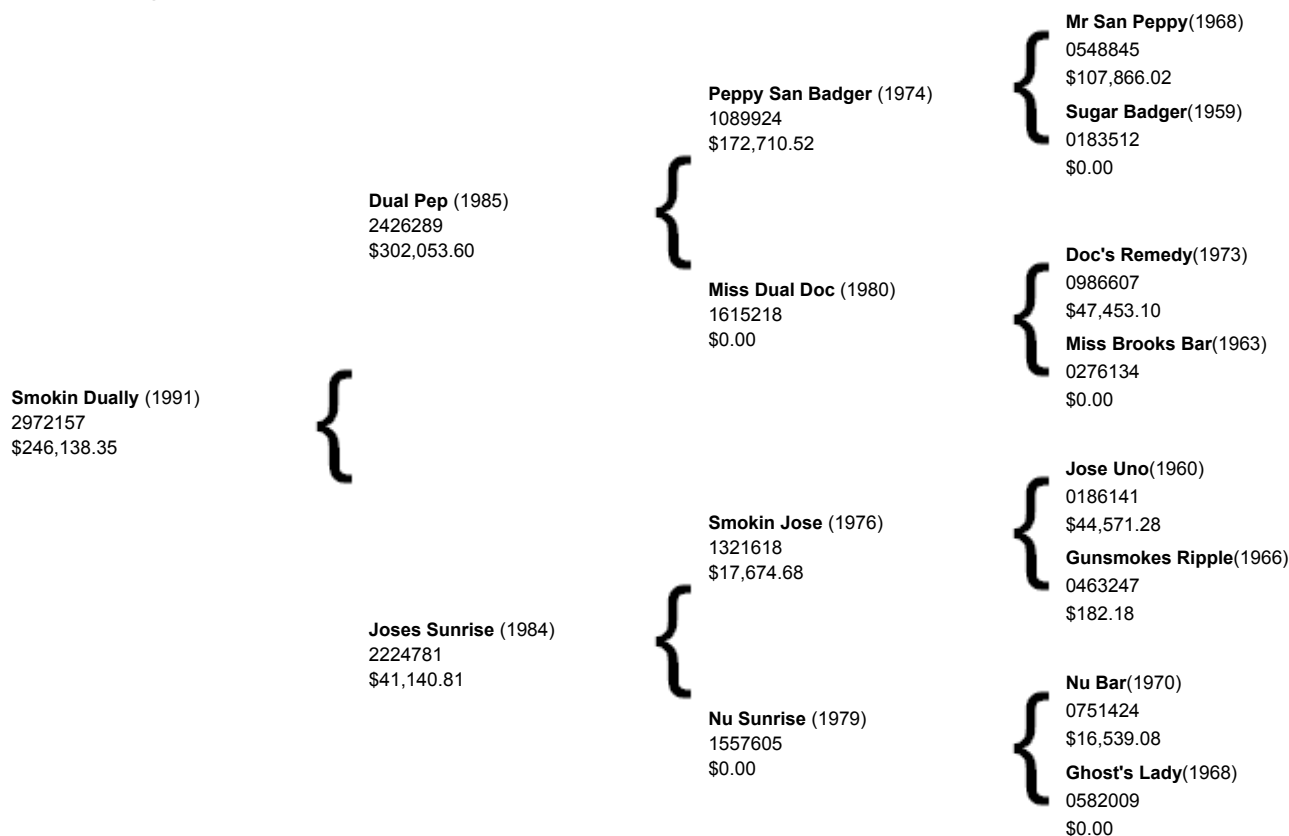 Smokin Dually (1991)
2972157
$246,138.35
Dual Pep (1985)
2426289
$302,053.60
Joses Sunrise (1984)
2224781
$41,140.81
Peppy San Badger (1974)
1089924
$172,710.52
Miss Dual Doc (1980)
1615218
$0.00
Smokin Jose (1976)
1321618
$17,674.68
Nu Sunrise (1979)
1557605
$0.00
Mr San Peppy(1968)
0548845
$107,866.02
Sugar Badger(1959)
0183512
$0.00
Doc's Remedy(1973)
0986607
$47,453.10
Miss Brooks Bar(1963)
0276134
$0.00
Jose Uno(1960)
0186141
$44,571.28
Gunsmokes Ripple(1966)
0463247
$182.18
Nu Bar(1970)
0751424
$16,539.08
Ghost's Lady(1968)
0582009
$0.00